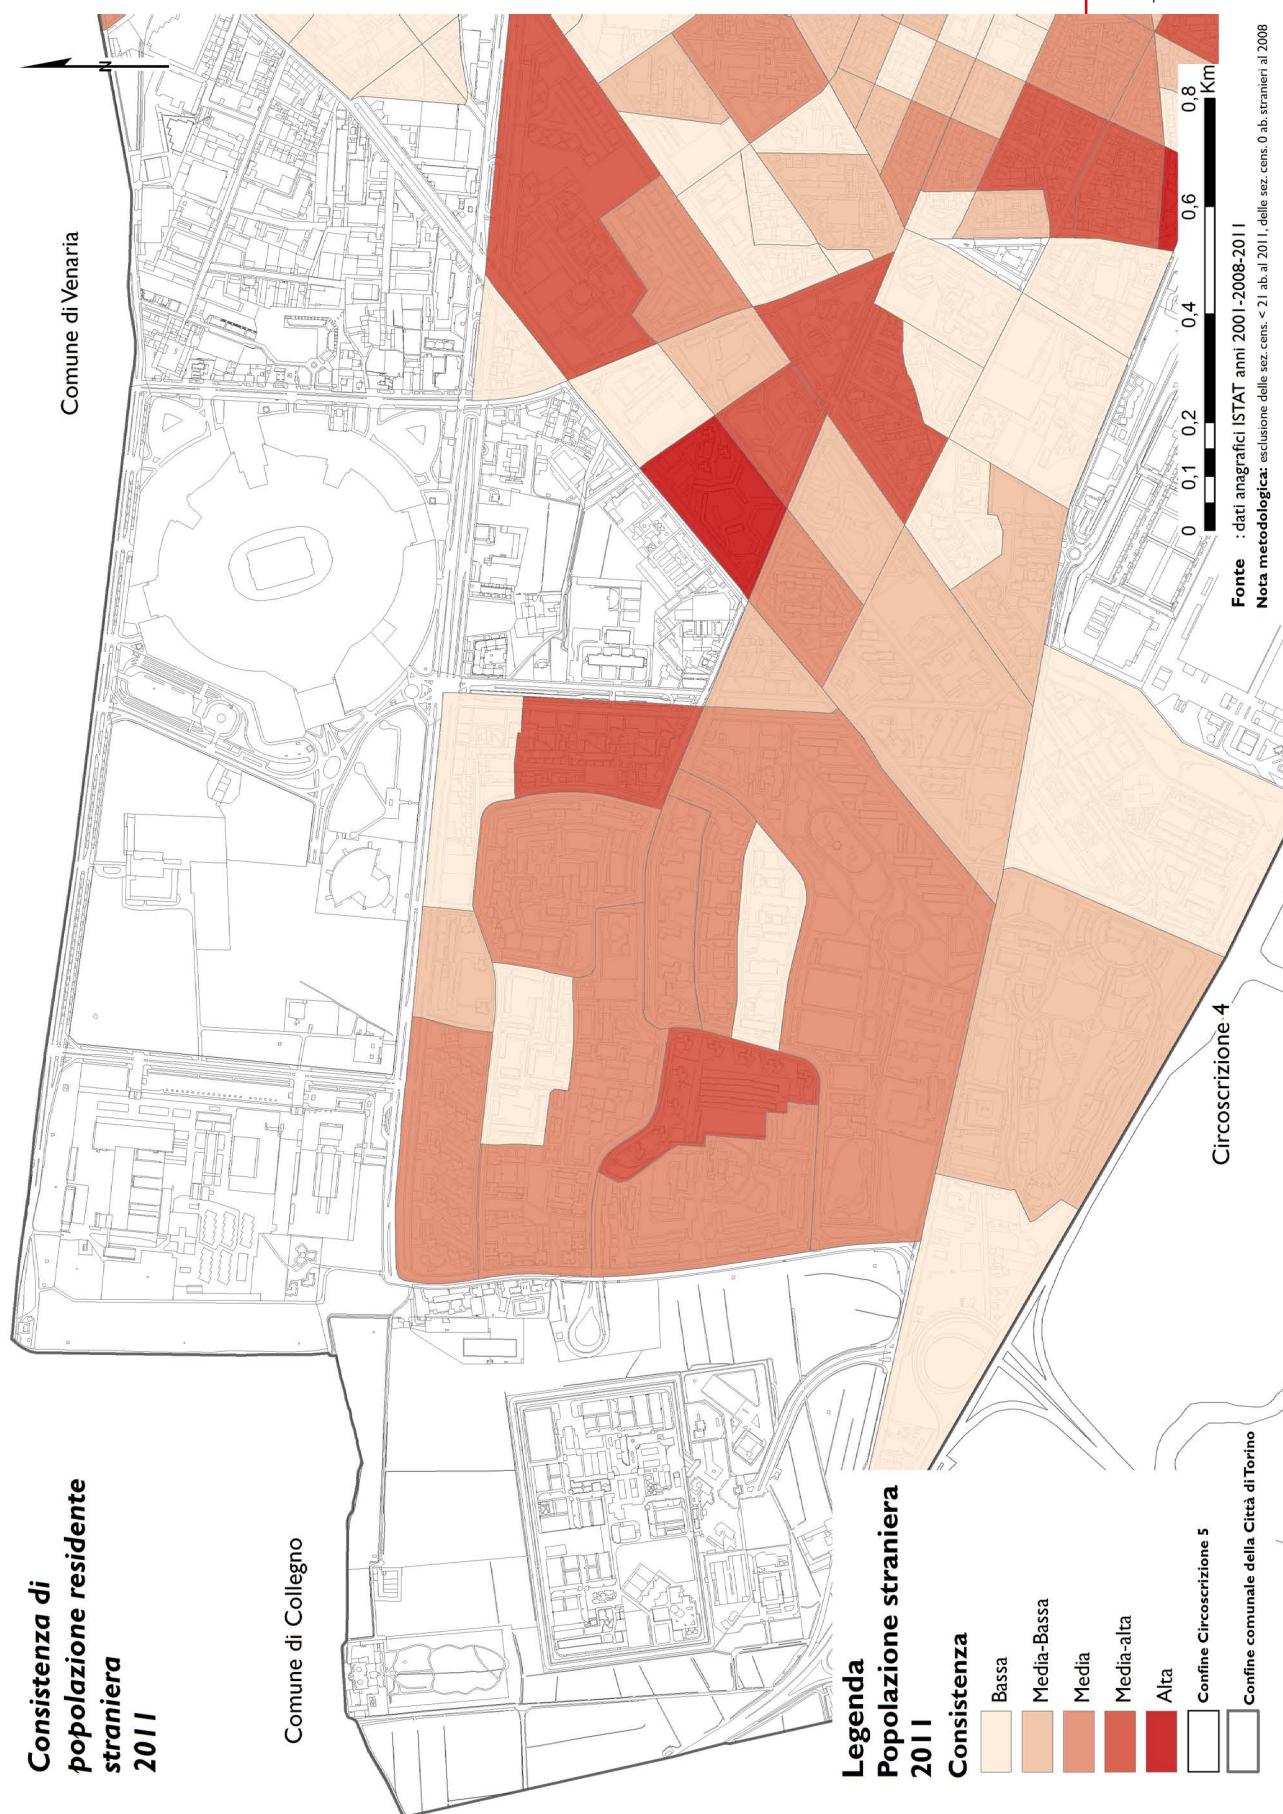 Consistenza di
popolazione residente
straniera
2011
Comune di Venaria
Comune di Collegno
Circoscrizione 4
N
Legenda
Popolazione straniera
2011
Consistenza
Bassa
Media-Bassa
Media
Media-alta
Alta
Confine Circoscrizione 5
Confine comunale della Città di Torino
0 0,1 0,2 0,4 0,6 0,8
Km
Fonte : dati anagrafici ISTAT anni 2001-2008-2011
Nota metodologica: esclusione delle sez. cens. < 21 ab. al 2011, delle sez. cens. 0 ab. stranieri al 2008